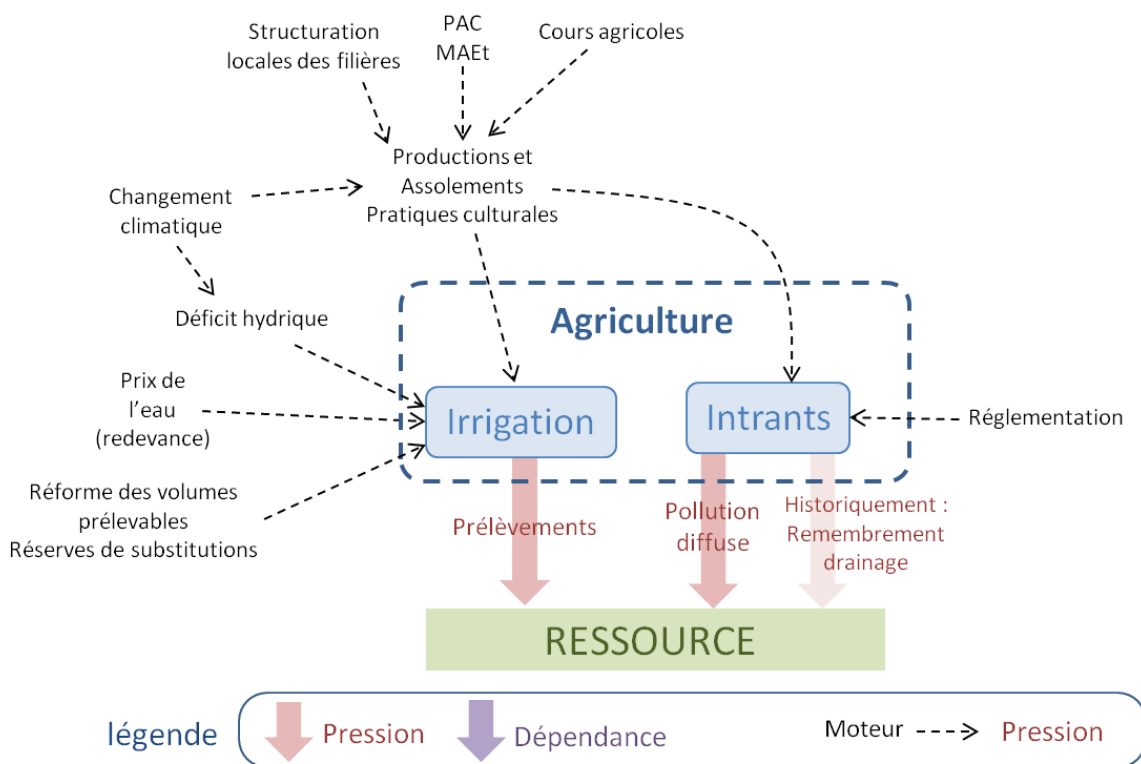 Structuration
locales des filières
PAC
MAEt
Cours agricoles
Productions et
Assolements
Pratiques culturales
Changement
climatique
Déficit hydrique
Agriculture
Prix de
l'eau
(redevance)
Irrigation
Intrants
Réglementation
Réforme des volumes
prélevables
Réserves de substitutions
Prélèvements
Pollution
diffuse
Historiquement :
Remembrement
drainage
RESSOURCE
légende
Pression
Dépendance
Moteur
Pression